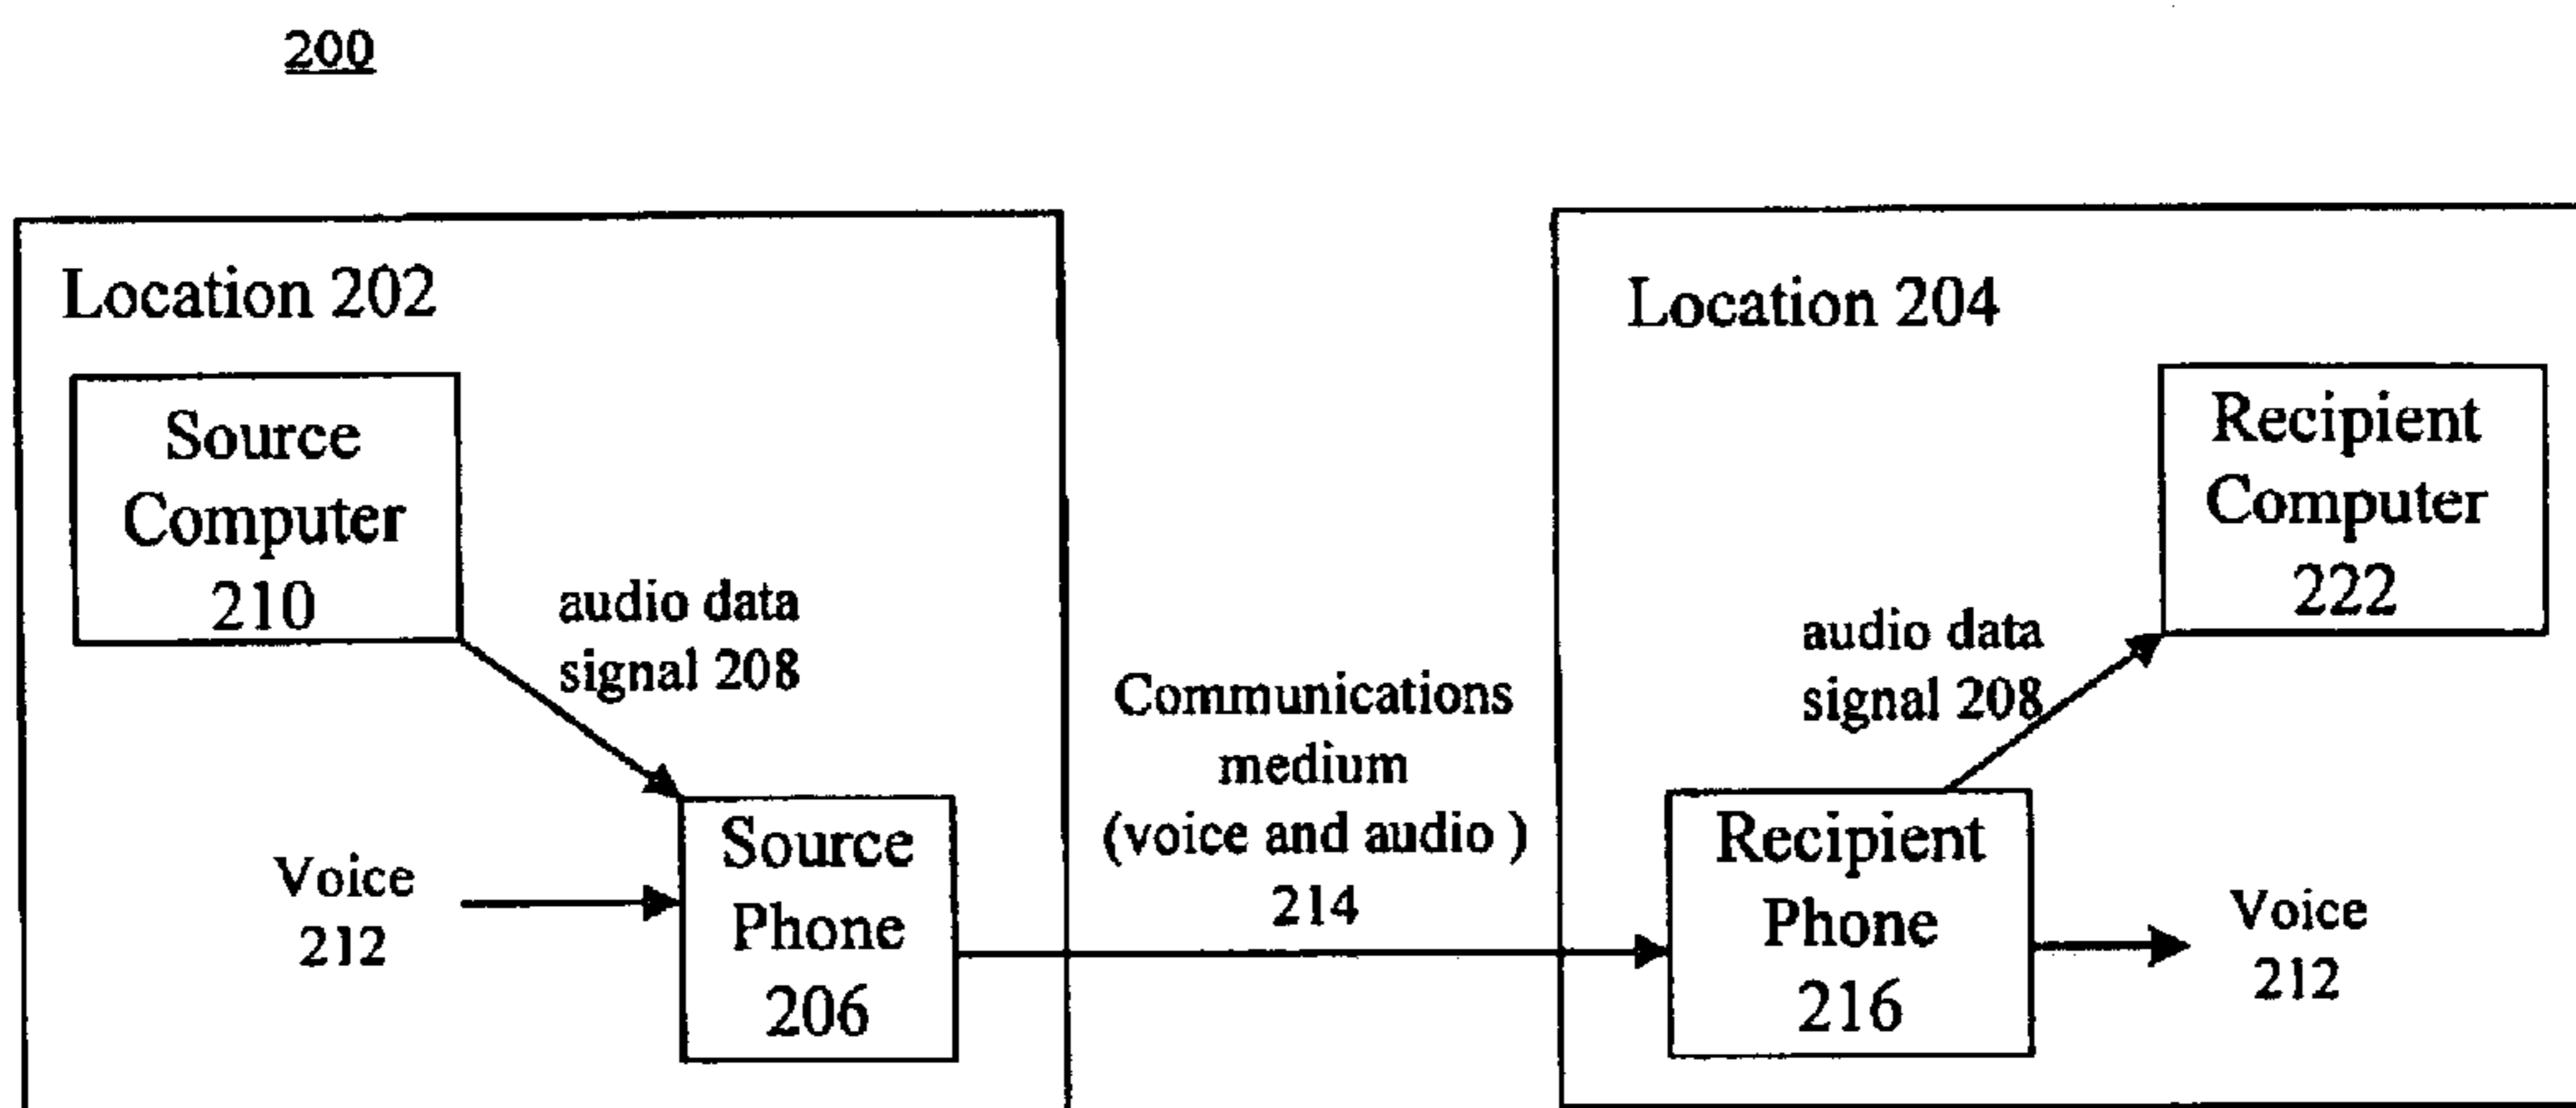 200
Location 202
Source
Computer
210
audio data
signal 208
Voice
212
Source
Phone
206
Communications
medium
(voice and audio )
214
Location 204
Recipient
Computer
222
audio data
signal 208
Recipient
Phone
216
Voice
212